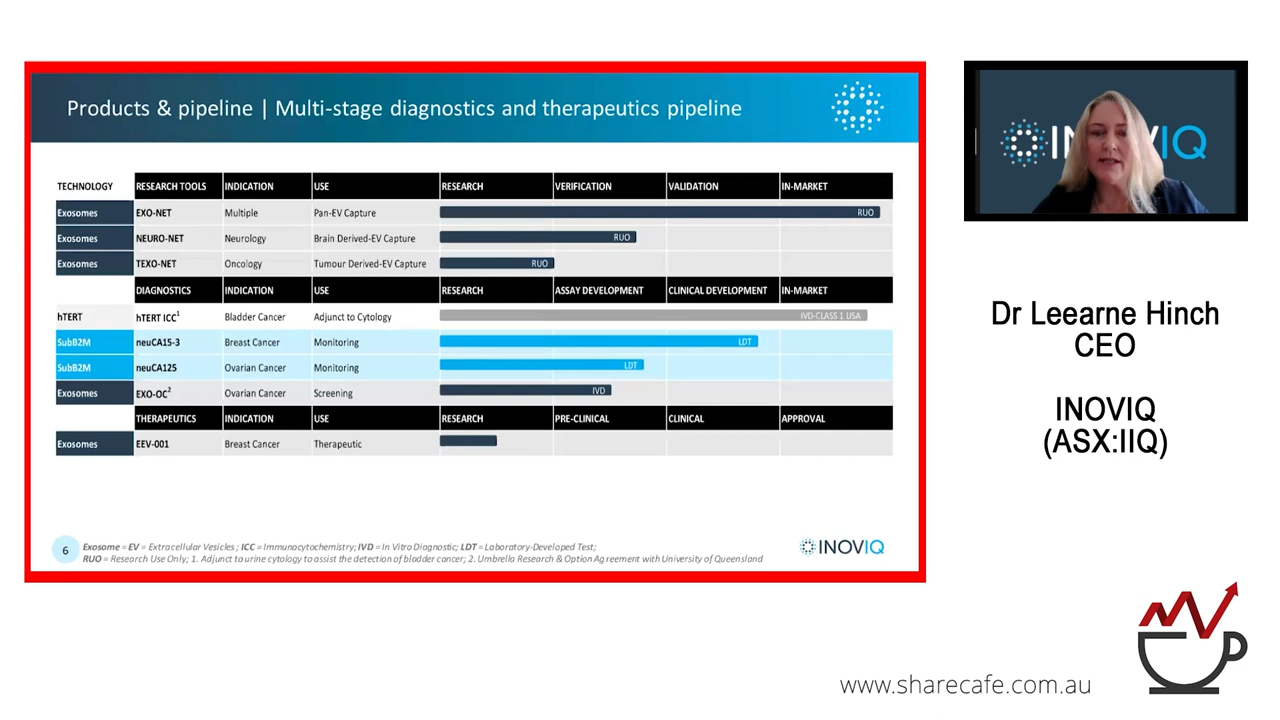 Products & pipeline | Multi-stage diagnostics and therapeutics pipeline
TECHNOLOGY RESEARCH TOOLS INDICATION USE RESEARCH VERIFICATION VALIDATION IN-MARKET
Exosomes EXO-NET Multiple Pan-EV Capture RUO
Exosomes NEURO-NET Neurology Brain Derived-EV Capture RUO
Exosomes TEXO-NET Oncology Tumour Derived-EV Capture RUO
DIAGNOSTICS INDICATION USE RESEARCH ASSAY DEVELOPMENT CLINICAL DEVELOPMENT IN-MARKET
hTERT hTERT ICC1 Bladder Cancer Adjunct to Cytology IVD-CLASS 1 USA
SubB2M neuCA15-3 Breast Cancer Monitoring LDT
SubB2M neuCA125 Ovarian Cancer Monitoring LDT
Exosomes EXO-OC2 Ovarian Cancer Screening IVD
THERAPEUTICS INDICATION USE RESEARCH PRE-CLINICAL CLINICAL APPROVAL
Exosomes EEV-001 Breast Cancer Therapeutic
6
Exosome = EV = Extracellular Vesicles ; ICC = Immunocytochemistry; IVD = In Vitro Diagnostic; LDT = Laboratory-Developed Test;
RUO = Research Use Only; 1. Adjunct to urine cytology to assist the detection of bladder cancer; 2. Umbrella Research & Option Agreement with University of Queensland
INOVIQ
Dr Leearne Hinch
CEO
INOVIQ
(ASX:IIQ)
www.sharecafe.com.au